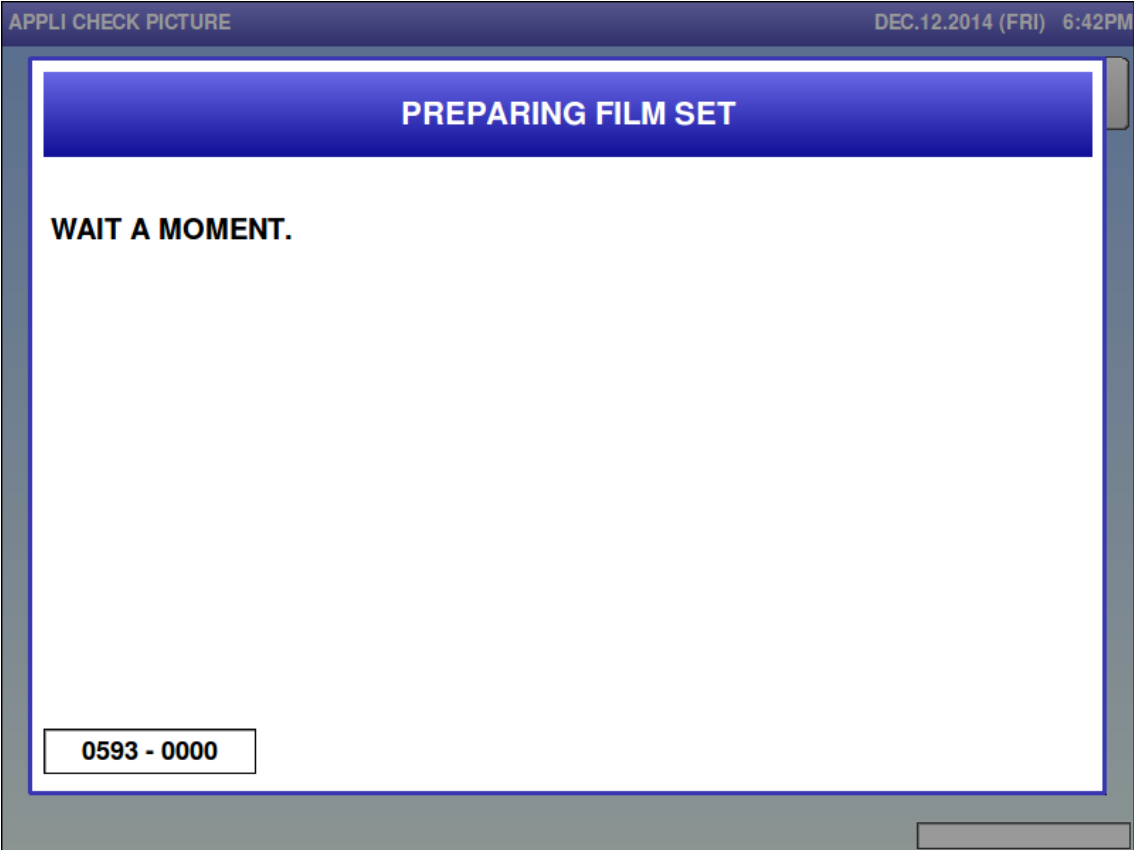 APPLI CHECK PICTURE DEC.12.2014 (FRI) 6:42PM
PREPARING FILM SET
WAIT A MOMENT.
0593 - 0000